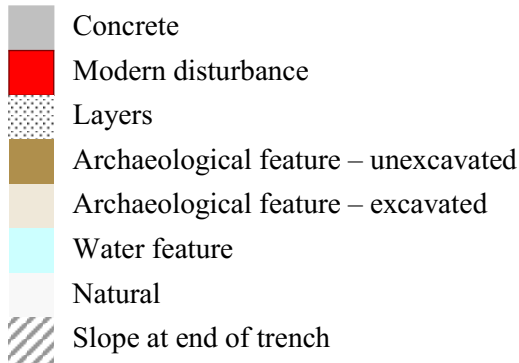 Concrete
Modern disturbance
Layers
Archaeological feature – unexcavated
Archaeological feature – excavated
Water feature
Natural
Slope at end of trench